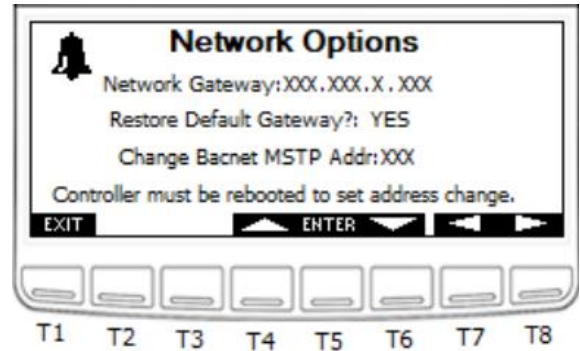 Network Options
Network Gateway:XXX.XXX.X.XXX
Restore Default Gateway?: YES
Change Bacnet MSTP Addr:XXX
Controller must be rebooted to set address change.
EXIT ENTER
T1 T2 T3 T4 T5 T6 T7 T8